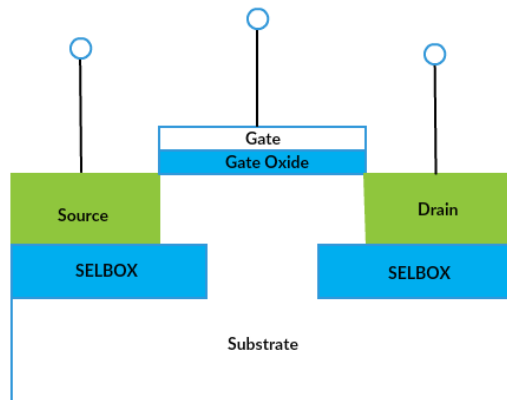 Gate
Gate Oxide
Source
Drain
SELBOX
SELBOX
Substrate